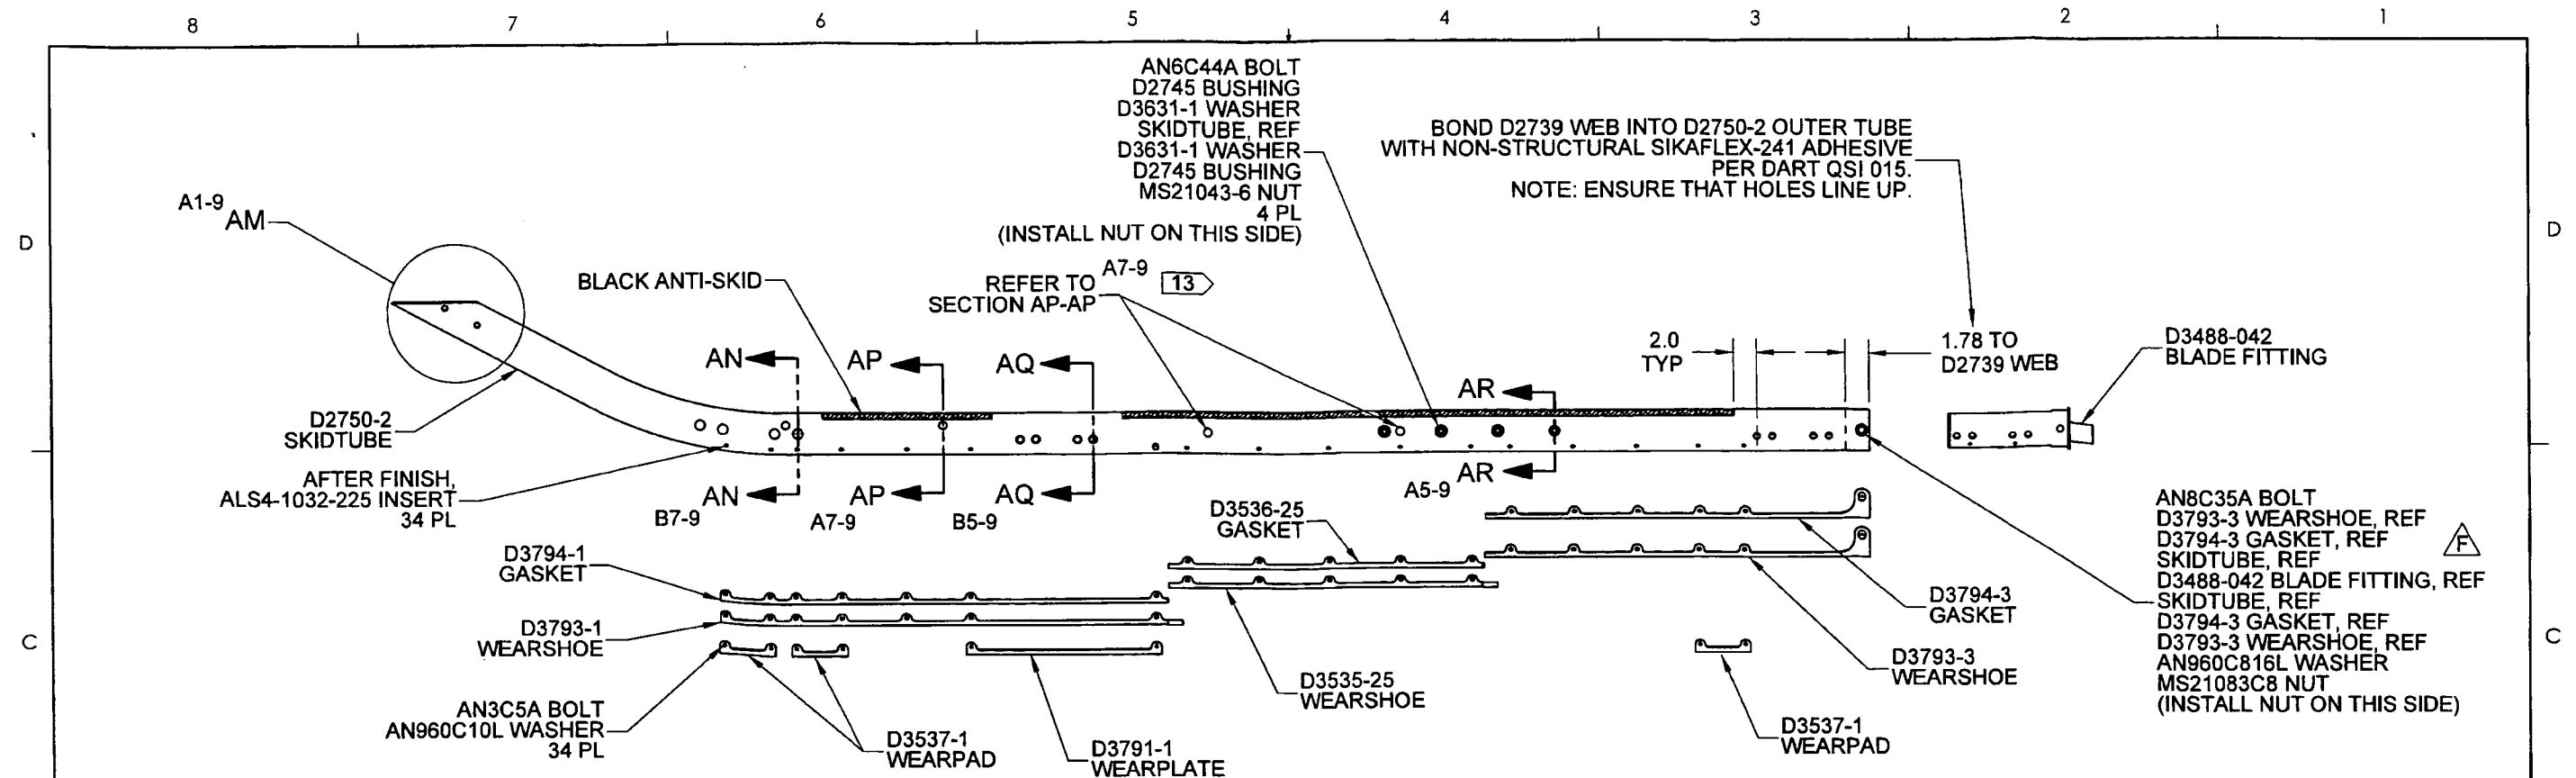 8 7 6 5 4 3 2 1
AN6C44A BOLT
D2745 BUSHING
D3631-1 WASHER
SKIDTUBE, REF
D3631-1 WASHER
D2745 BUSHING
MS21043-6 NUT
4 PL
(INSTALL NUT ON THIS SIDE)
BOND D2739 WEB INTO D2750-2 OUTER TUBE
WITH NON-STRUCTURAL SIKAFLEX-241 ADHESIVE
PER DART QSI 015.
NOTE: ENSURE THAT HOLES LINE UP.
A1-9
AM
D
D
BLACK ANTI-SKID
REFER TO
SECTION AP-AP
A7-9
13
2.0
TYP
1.78 TO
D2739 WEB
D3488-042
BLADE FITTING
AN
AP
AQ
AR
D2750-2
SKIDTUBE
AFTER FINISH,
ALS4-1032-225 INSERT
34 PL
AN
B7-9
AP
A7-9
AQ
B5-9
AR
A5-9
D3536-25
GASKET
D3794-1
GASKET
D3793-1
WEARSHOE
AN3C5A BOLT
AN960C10L WASHER
34 PL
D3537-1
WEARPAD
D3791-1
WEARPLATE
D3535-25
WEARSHOE
D3794-3
GASKET
D3793-3
WEARSHOE
D3537-1
WEARPAD
AN8C35A BOLT
D3793-3 WEARSHOE, REF
D3794-3 GASKET, REF
SKIDTUBE, REF
D3488-042 BLADE FITTING, REF
SKIDTUBE, REF
D3794-3 GASKET, REF
D3793-3 WEARSHOE, REF
AN960C816L WASHER
MS21083C8 NUT
(INSTALL NUT ON THIS SIDE)
F
C
C